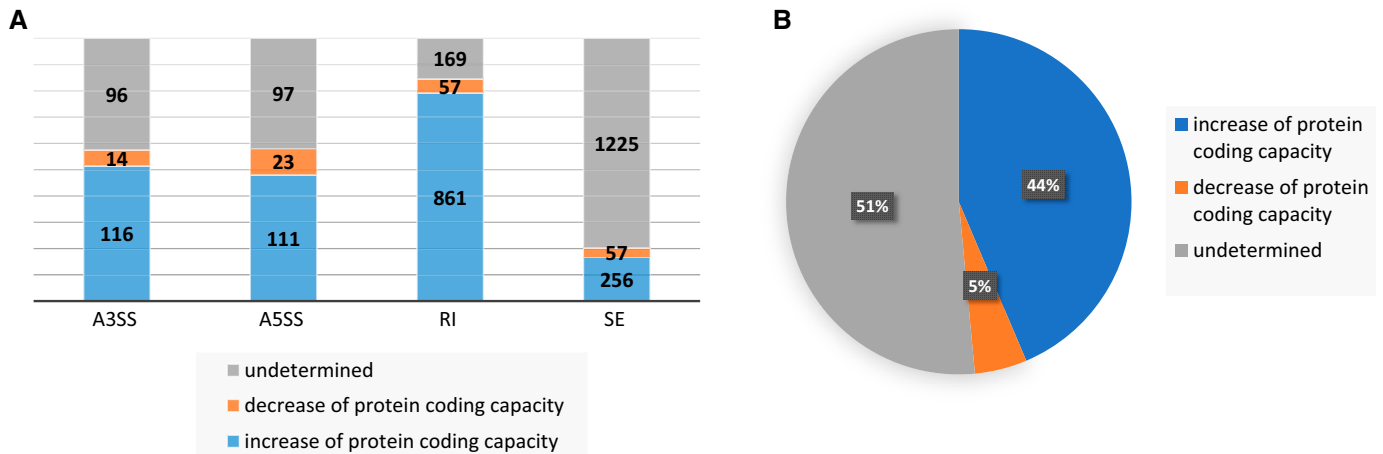 A
96
97
169
1225
14
23
57
57
116
111
861
256
A3SS
A5SS
RI
SE
undetermined
decrease of protein coding capacity
increase of protein coding capacity
B
44%
51%
5%
increase of protein
coding capacity
decrease of protein
coding capacity
undetermined